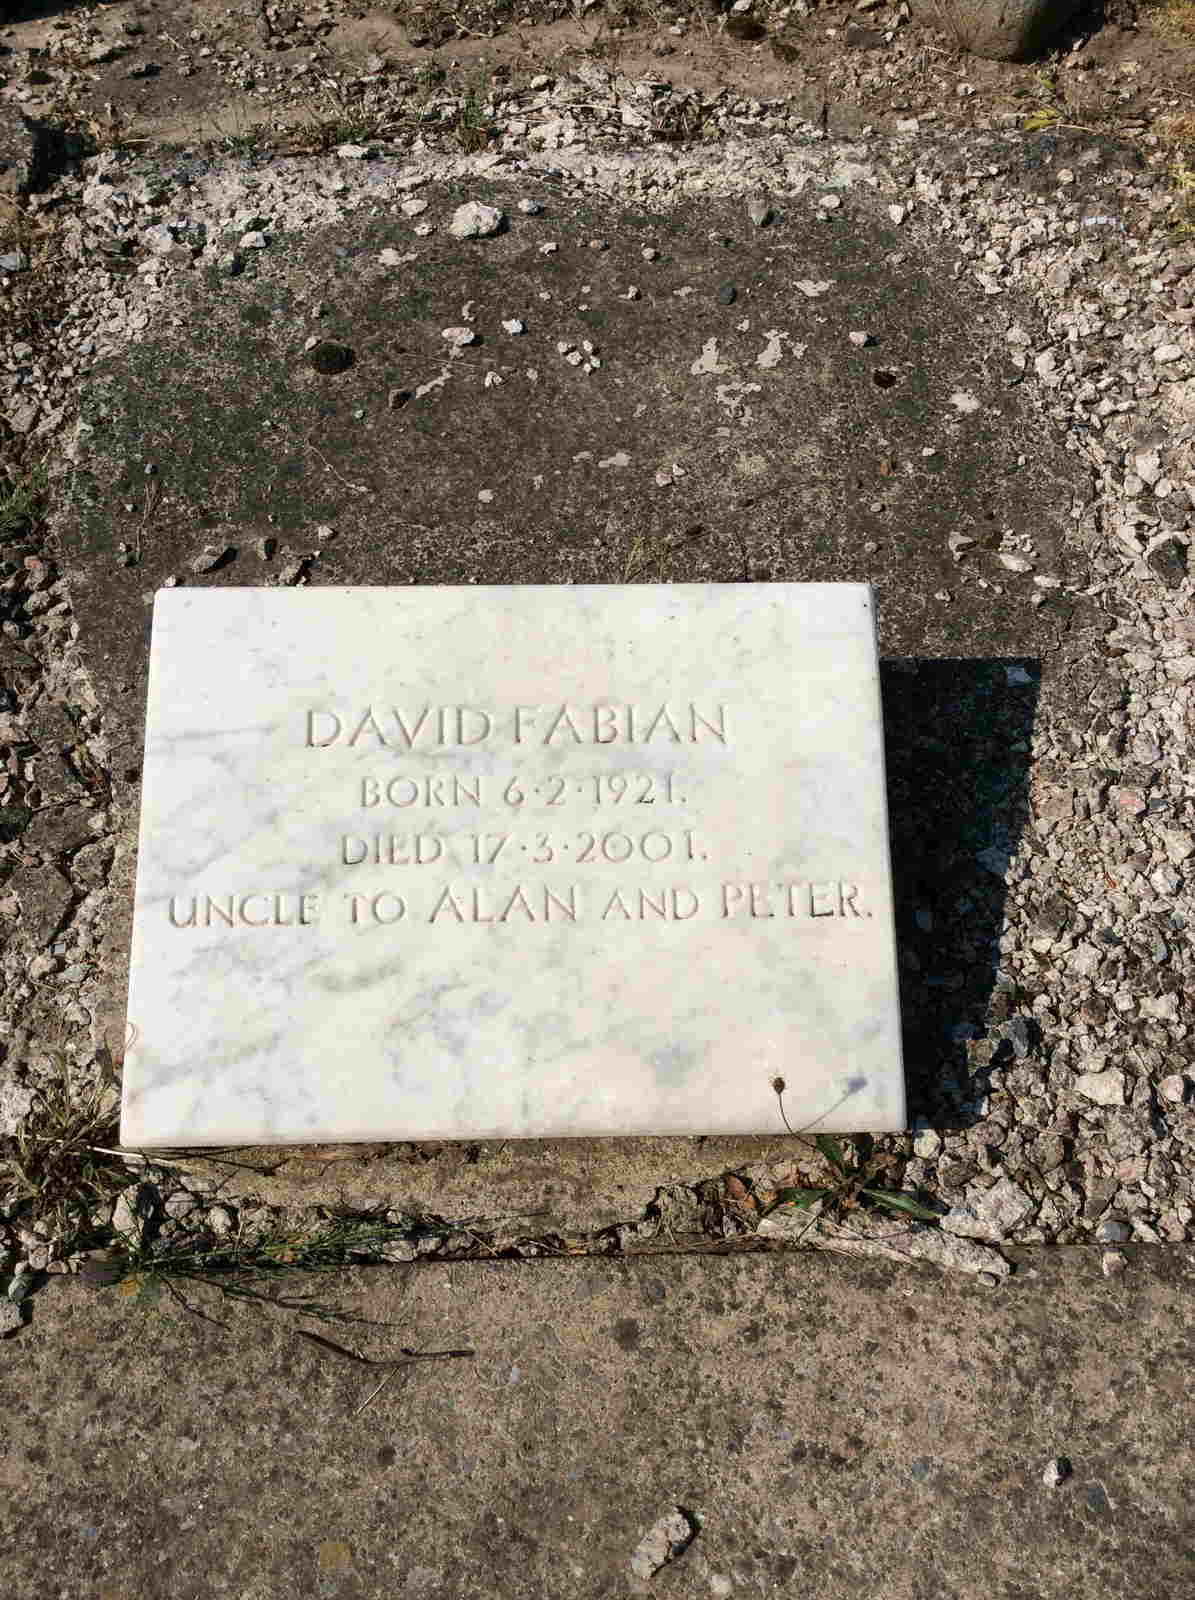 DAVID FABIAN
BORN 6·2·1921.
DIED 17·3·2001.
UNCLE TO ALAN AND PETER.